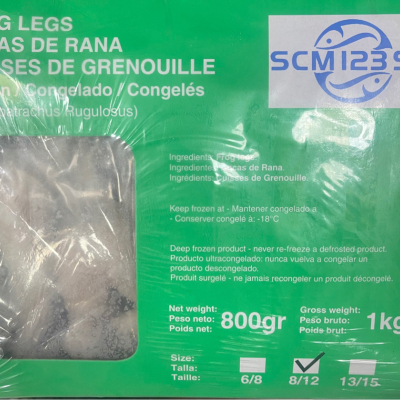 G LEGS
AS DE RANA
SES DE GRENOUILLE
n / Congelado / Congelés
atrachus Rugulosus)
SCM123S
Ingredients: Frog legs
Ingredientes: Ancas de Rana
Ingrédients: Cuisses de Grenouille
Keep frozen at - Mantener congelado a
- Conserver congelé à: -18°C
Deep frozen product - never re-freeze a defrosted product.
Producto ultracongelado: nunca vuelva a congelar un
producto descongelado.
Produit surgelé - ne jamais recongeler un produit décongelé.
Net weight:
Peso neto:
Poids net:
800gr
Gross weight:
Peso bruto:
Poids brut:
1kg
Size:
Talla:
Taille:
6/8
8/12
13/15